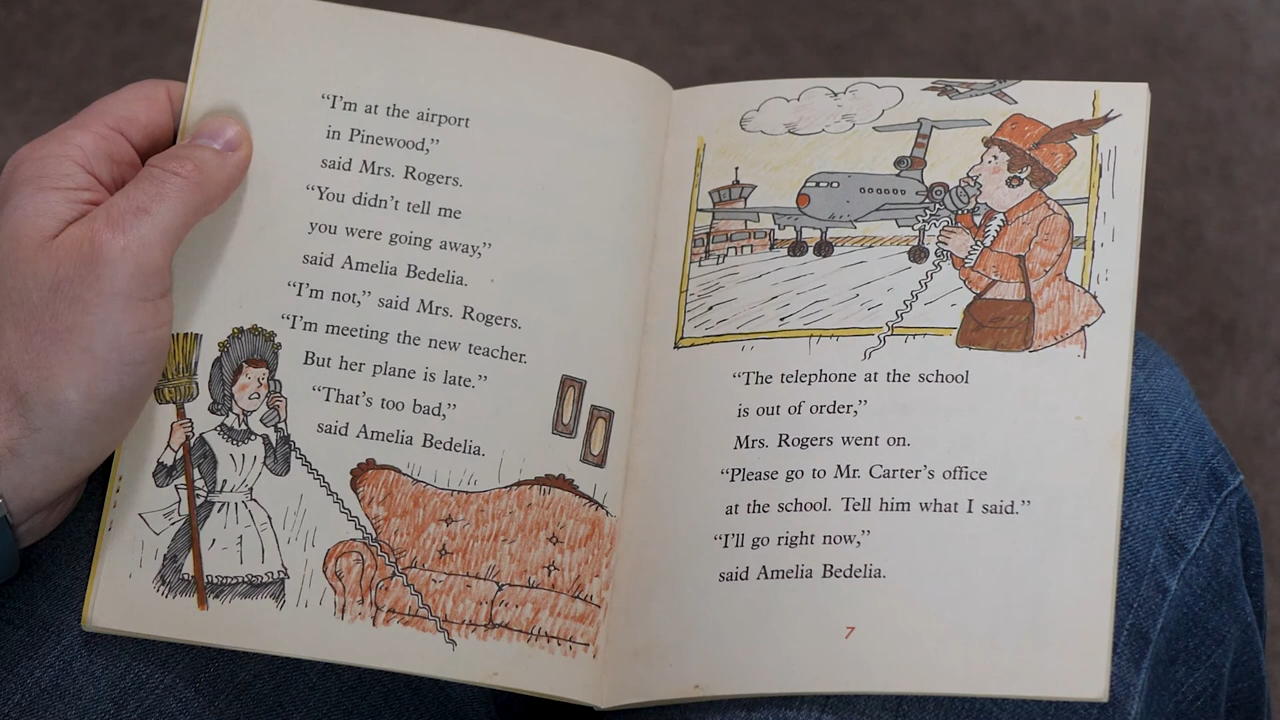 “I’m at the airport
in Pinewood,”
said Mrs. Rogers.
“You didn’t tell me
you were going away,”
said Amelia Bedelia.
“I’m not,” said Mrs. Rogers.
“I’m meeting the new teacher.
But her plane is late.”
“That’s too bad,”
said Amelia Bedelia.
“The telephone at the school
is out of order,”
Mrs. Rogers went on.
“Please go to Mr. Carter’s office
at the school. Tell him what I said.”
“I’ll go right now,”
said Amelia Bedelia.
7